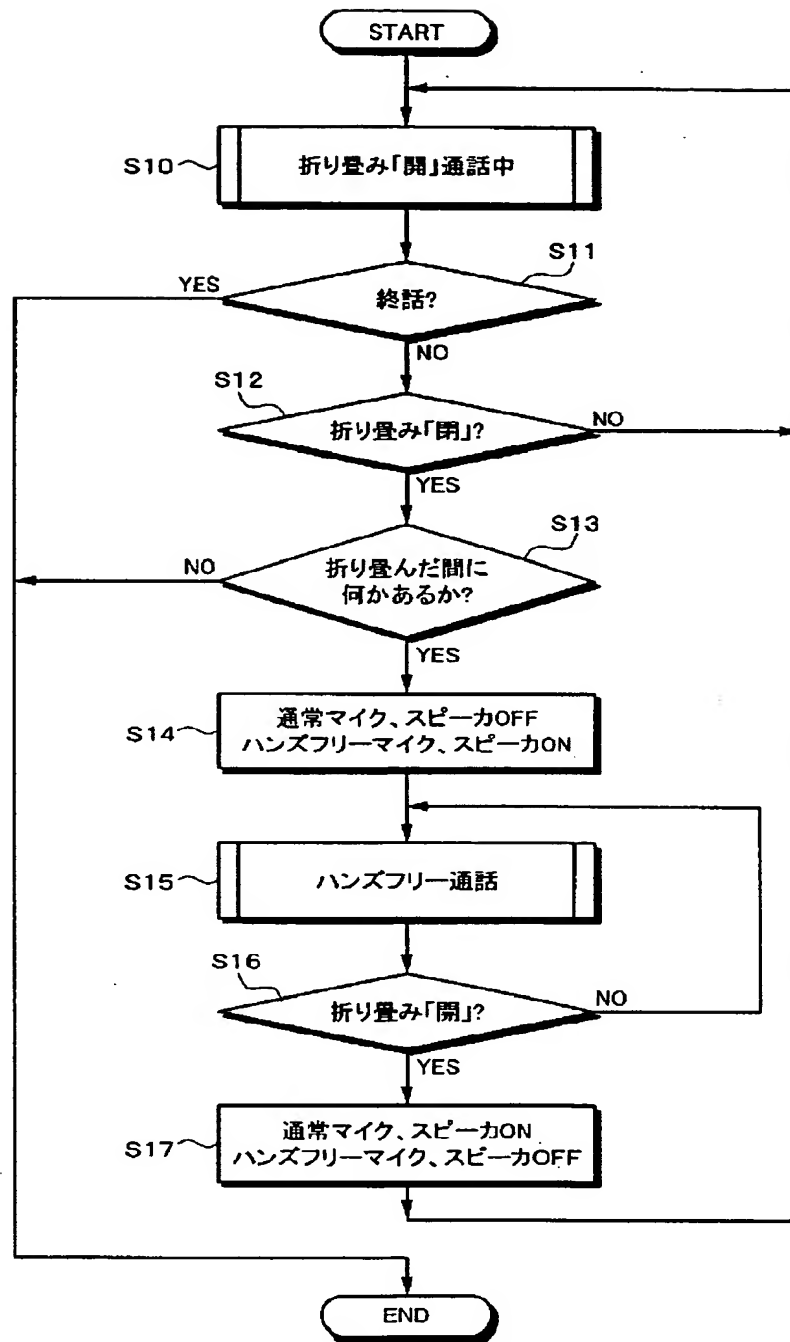 START
S10
折り畳み「開」通話中
S11
YES
終話?
NO
S12
折り畳み「閉」?
NO
YES
S13
NO
折り畳んだ間に
何かあるか?
YES
S14
通常マイク、スピーカOFF
ハンズフリーマイク、スピーカON
S15
ハンズフリー通話
S16
折り畳み「開」?
NO
YES
S17
通常マイク、スピーカON
ハンズフリーマイク、スピーカOFF
END